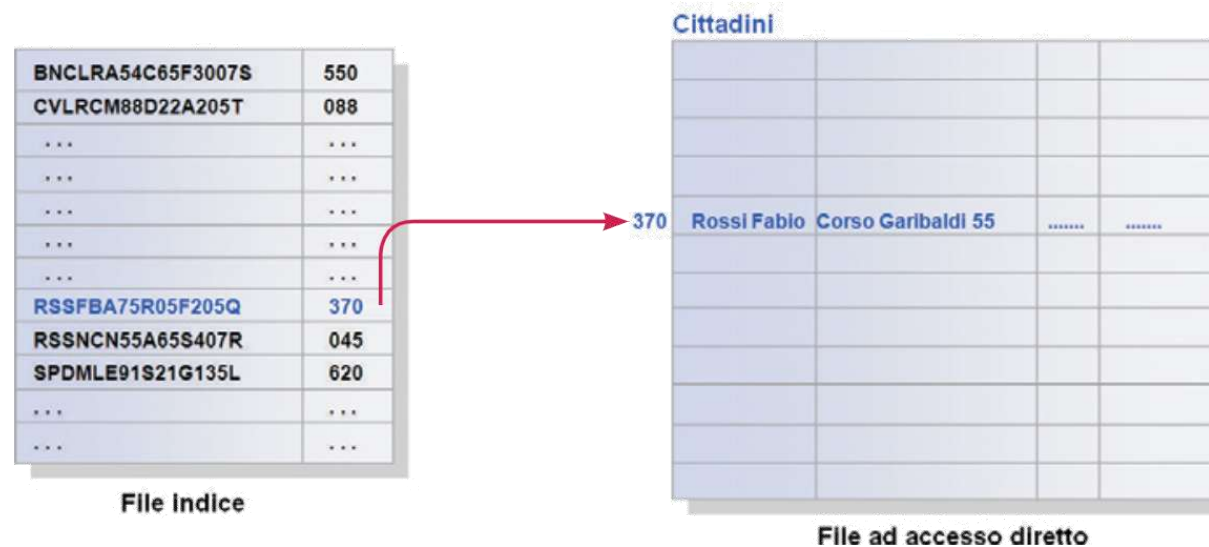 Cittadini
BNCLRA54C65F3007S 550
CVLRCM88D22A205T 088
... ...
... ...
... ...
... ...
... ...
RSSFBA75R05F205Q 370
RSSNCN55A65S407R 045
SPDMLE91S21G135L 620
... ...
... ...
File indice
370 Rossi Fabio Corso Garibaldi 55 ....... .......
File ad accesso diretto